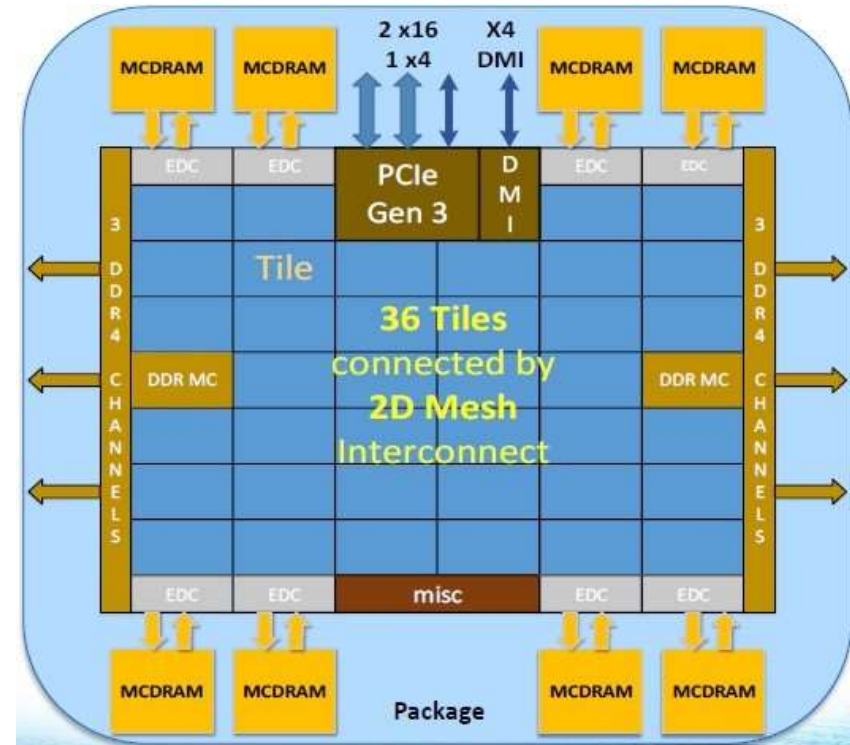 2 x16
1 x4
X4
DMI
MCDRAM
MCDRAM
MCDRAM
MCDRAM
EDC
EDC
PCIe
Gen 3
D
M
I
EDC
EDC
3
D
D
R
4
C
H
A
N
N
E
L
S
Tile
36 Tiles
connected by
2D Mesh
Interconnect
DDR MC
DDR MC
3
D
D
R
4
C
H
A
N
N
E
L
S
EDC
EDC
misc
EDC
EDC
MCDRAM
MCDRAM
Package
MCDRAM
MCDRAM